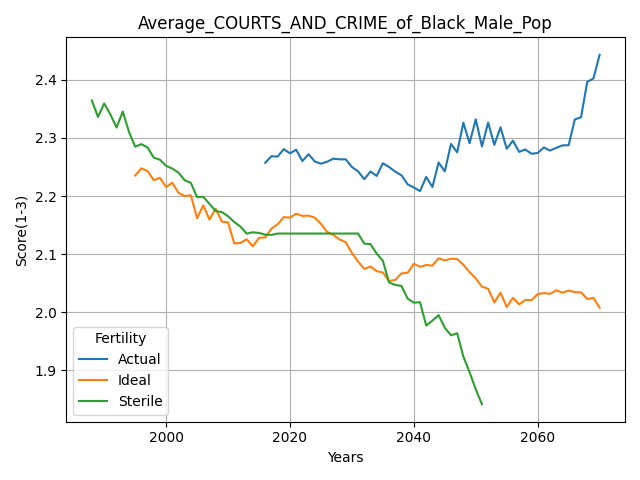 Average_COURTS_AND_CRIME_of_Black_Male_Pop
Score(1-3)
2.4
2.3
2.2
2.1
2.0
1.9
Fertility
Actual
Ideal
Sterile
2000 2020 2040 2060
Years